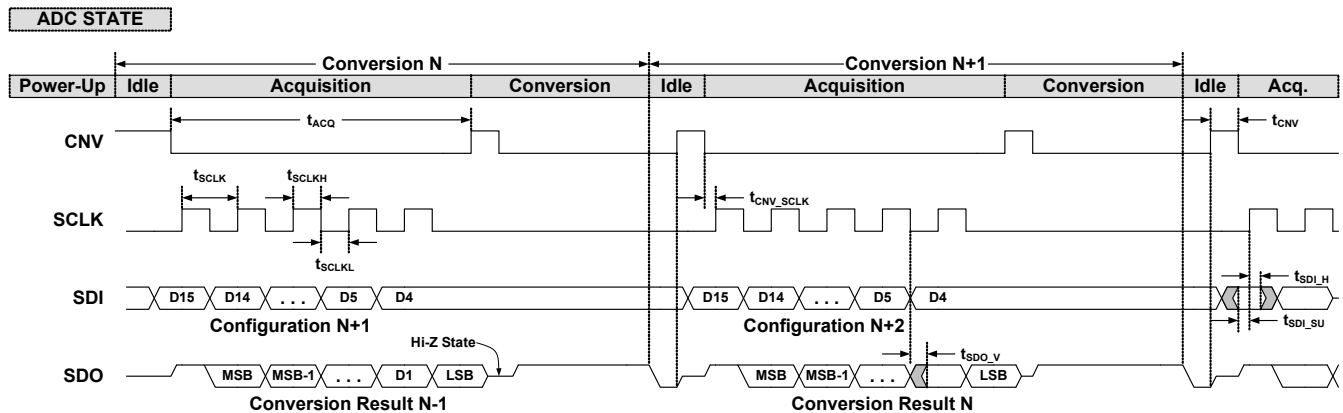 ADC STATE
Conversion N Conversion N+1
Power-Up Idle Acquisition Conversion Idle Acquisition Conversion Idle Acq.
tACQ tCNV
CNV
tSCLK tSCLKH tCNV_SCLK
SCLK
tSCLKL tSDI_H
SDI D15 D14 . . . D5 D4 D15 D14 . . . D5 D4
Configuration N+1 Configuration N+2 tSDI_SU
Hi-Z State tSDO_V
SDO MSB MSB-1 . . . D1 LSB MSB MSB-1 . . . LSB
Conversion Result N-1 Conversion Result N